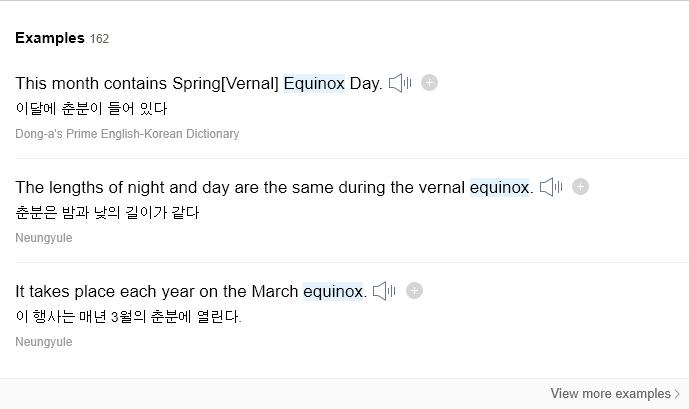 Examples 162
This month contains Spring[Vernal] Equinox Day.
이달에 춘분이 들어 있다
Dong-a's Prime English-Korean Dictionary
The lengths of night and day are the same during the vernal equinox.
춘분은 밤과 낮의 길이가 같다
Neungyule
It takes place each year on the March equinox.
이 행사는 매년 3월의 춘분에 열린다.
Neungyule
View more examples